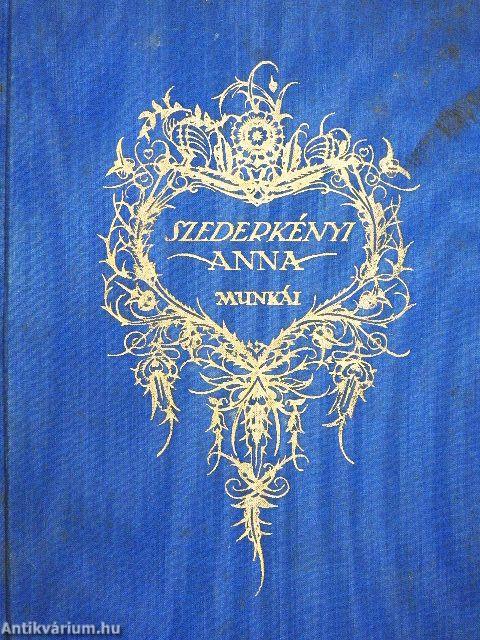 SZEDERKÉNYI
ANNA
MUNKÁI
Antikvárium.hu